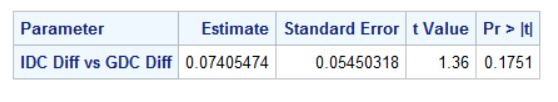 Parameter Estimate Standard Error t Value Pr > |t|
IDC Diff vs GDC Diff 0.07405474 0.05450318 1.36 0.1751